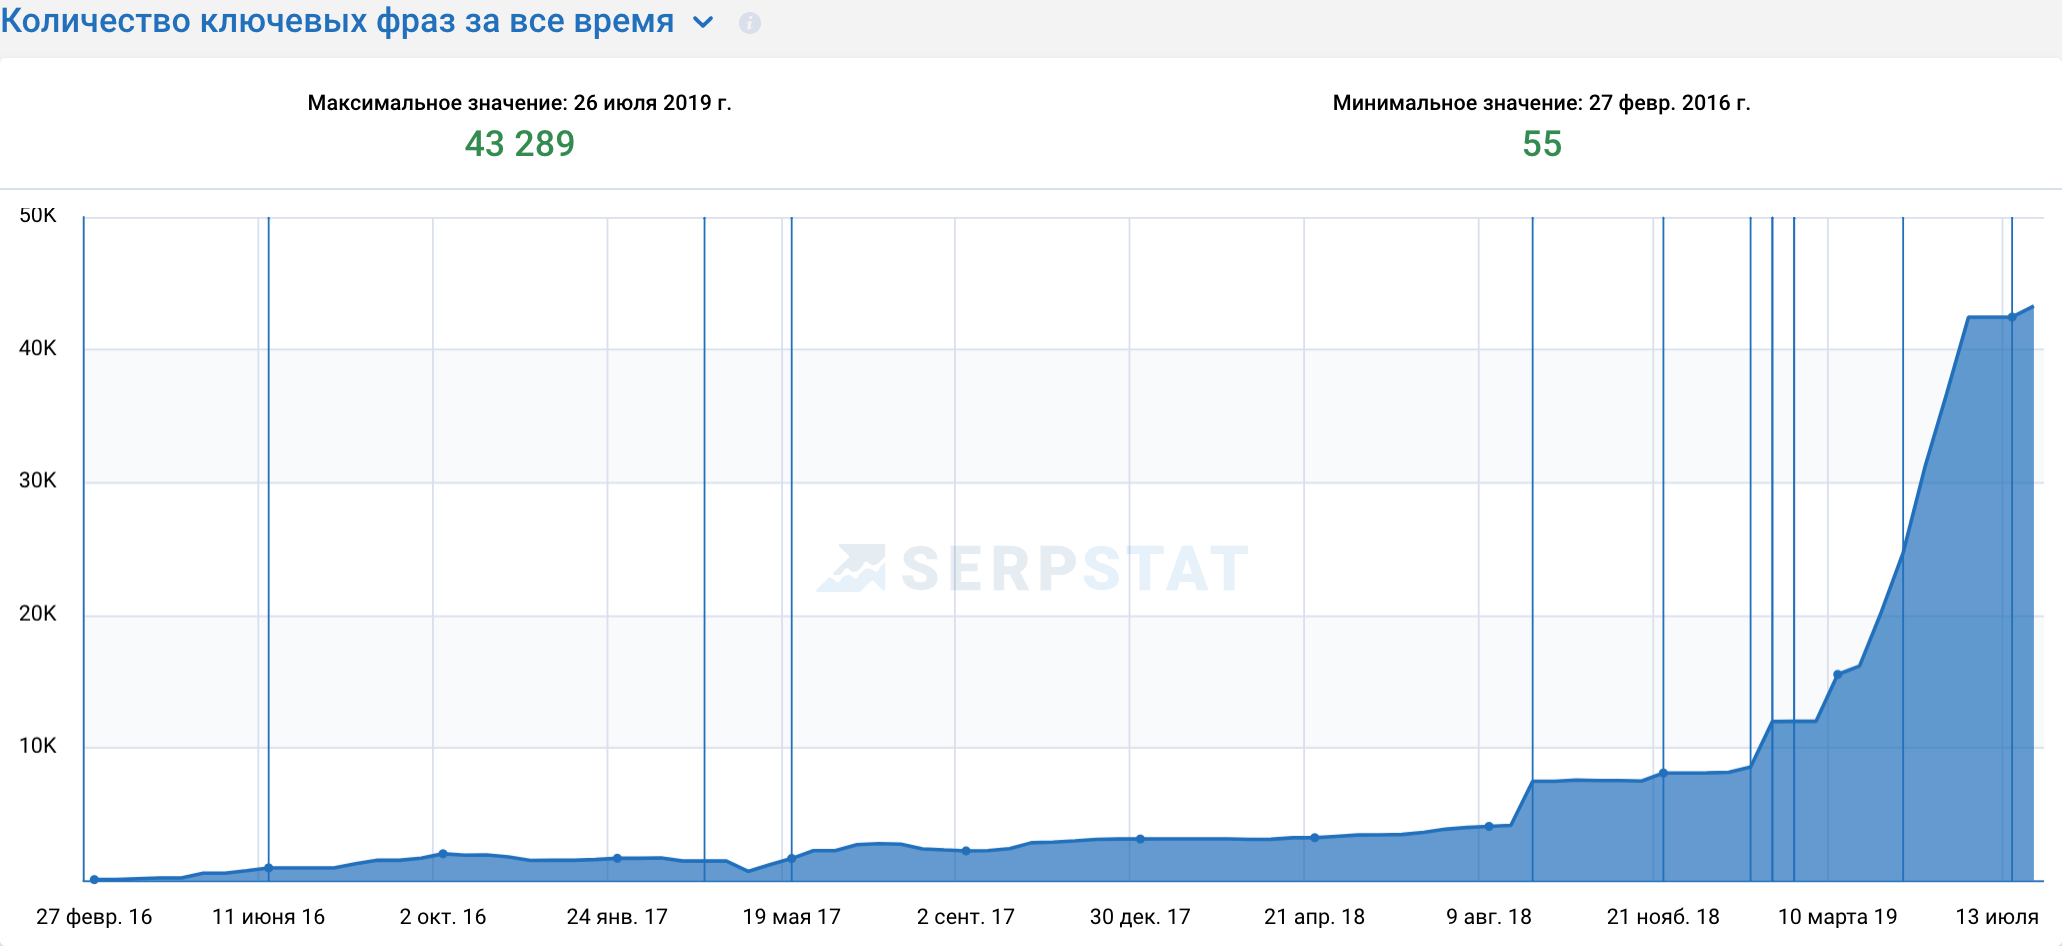 Количество ключевых фраз за все время
Максимальное значение: 26 июля 2019 г.
43 289
Минимальное значение: 27 февр. 2016 г.
55
50K
40K
30K
20K
10K
SERPSTAT
27 февр. 16
11 июня 16
2 окт. 16
24 янв. 17
19 мая 17
2 сент. 17
30 дек. 17
21 апр. 18
9 авг. 18
21 нояб. 18
10 марта 19
13 июля